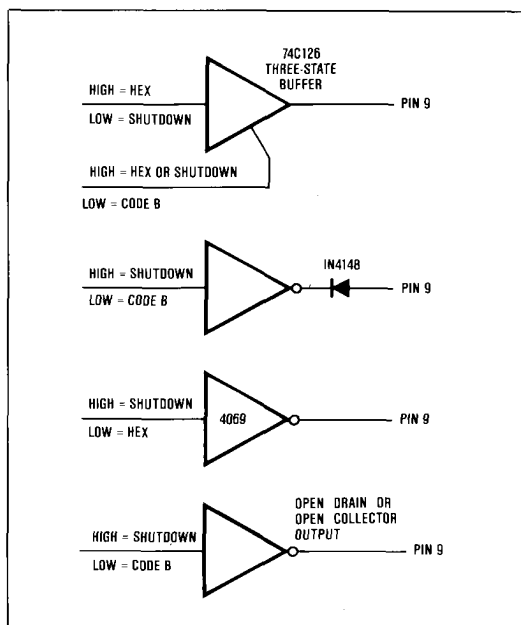 74C126
THREE-STATE
BUFFER
HIGH = HEX
LOW = SHUTDOWN
PIN 9
HIGH = HEX OR SHUTDOWN
LOW = CODE B
HIGH = SHUTDOWN
LOW = CODE B
IN4148
PIN 9
HIGH = SHUTDOWN
LOW = HEX
4069
PIN 9
OPEN DRAIN OR
OPEN COLLECTOR
OUTPUT
HIGH = SHUTDOWN
LOW = CODE B
PIN 9